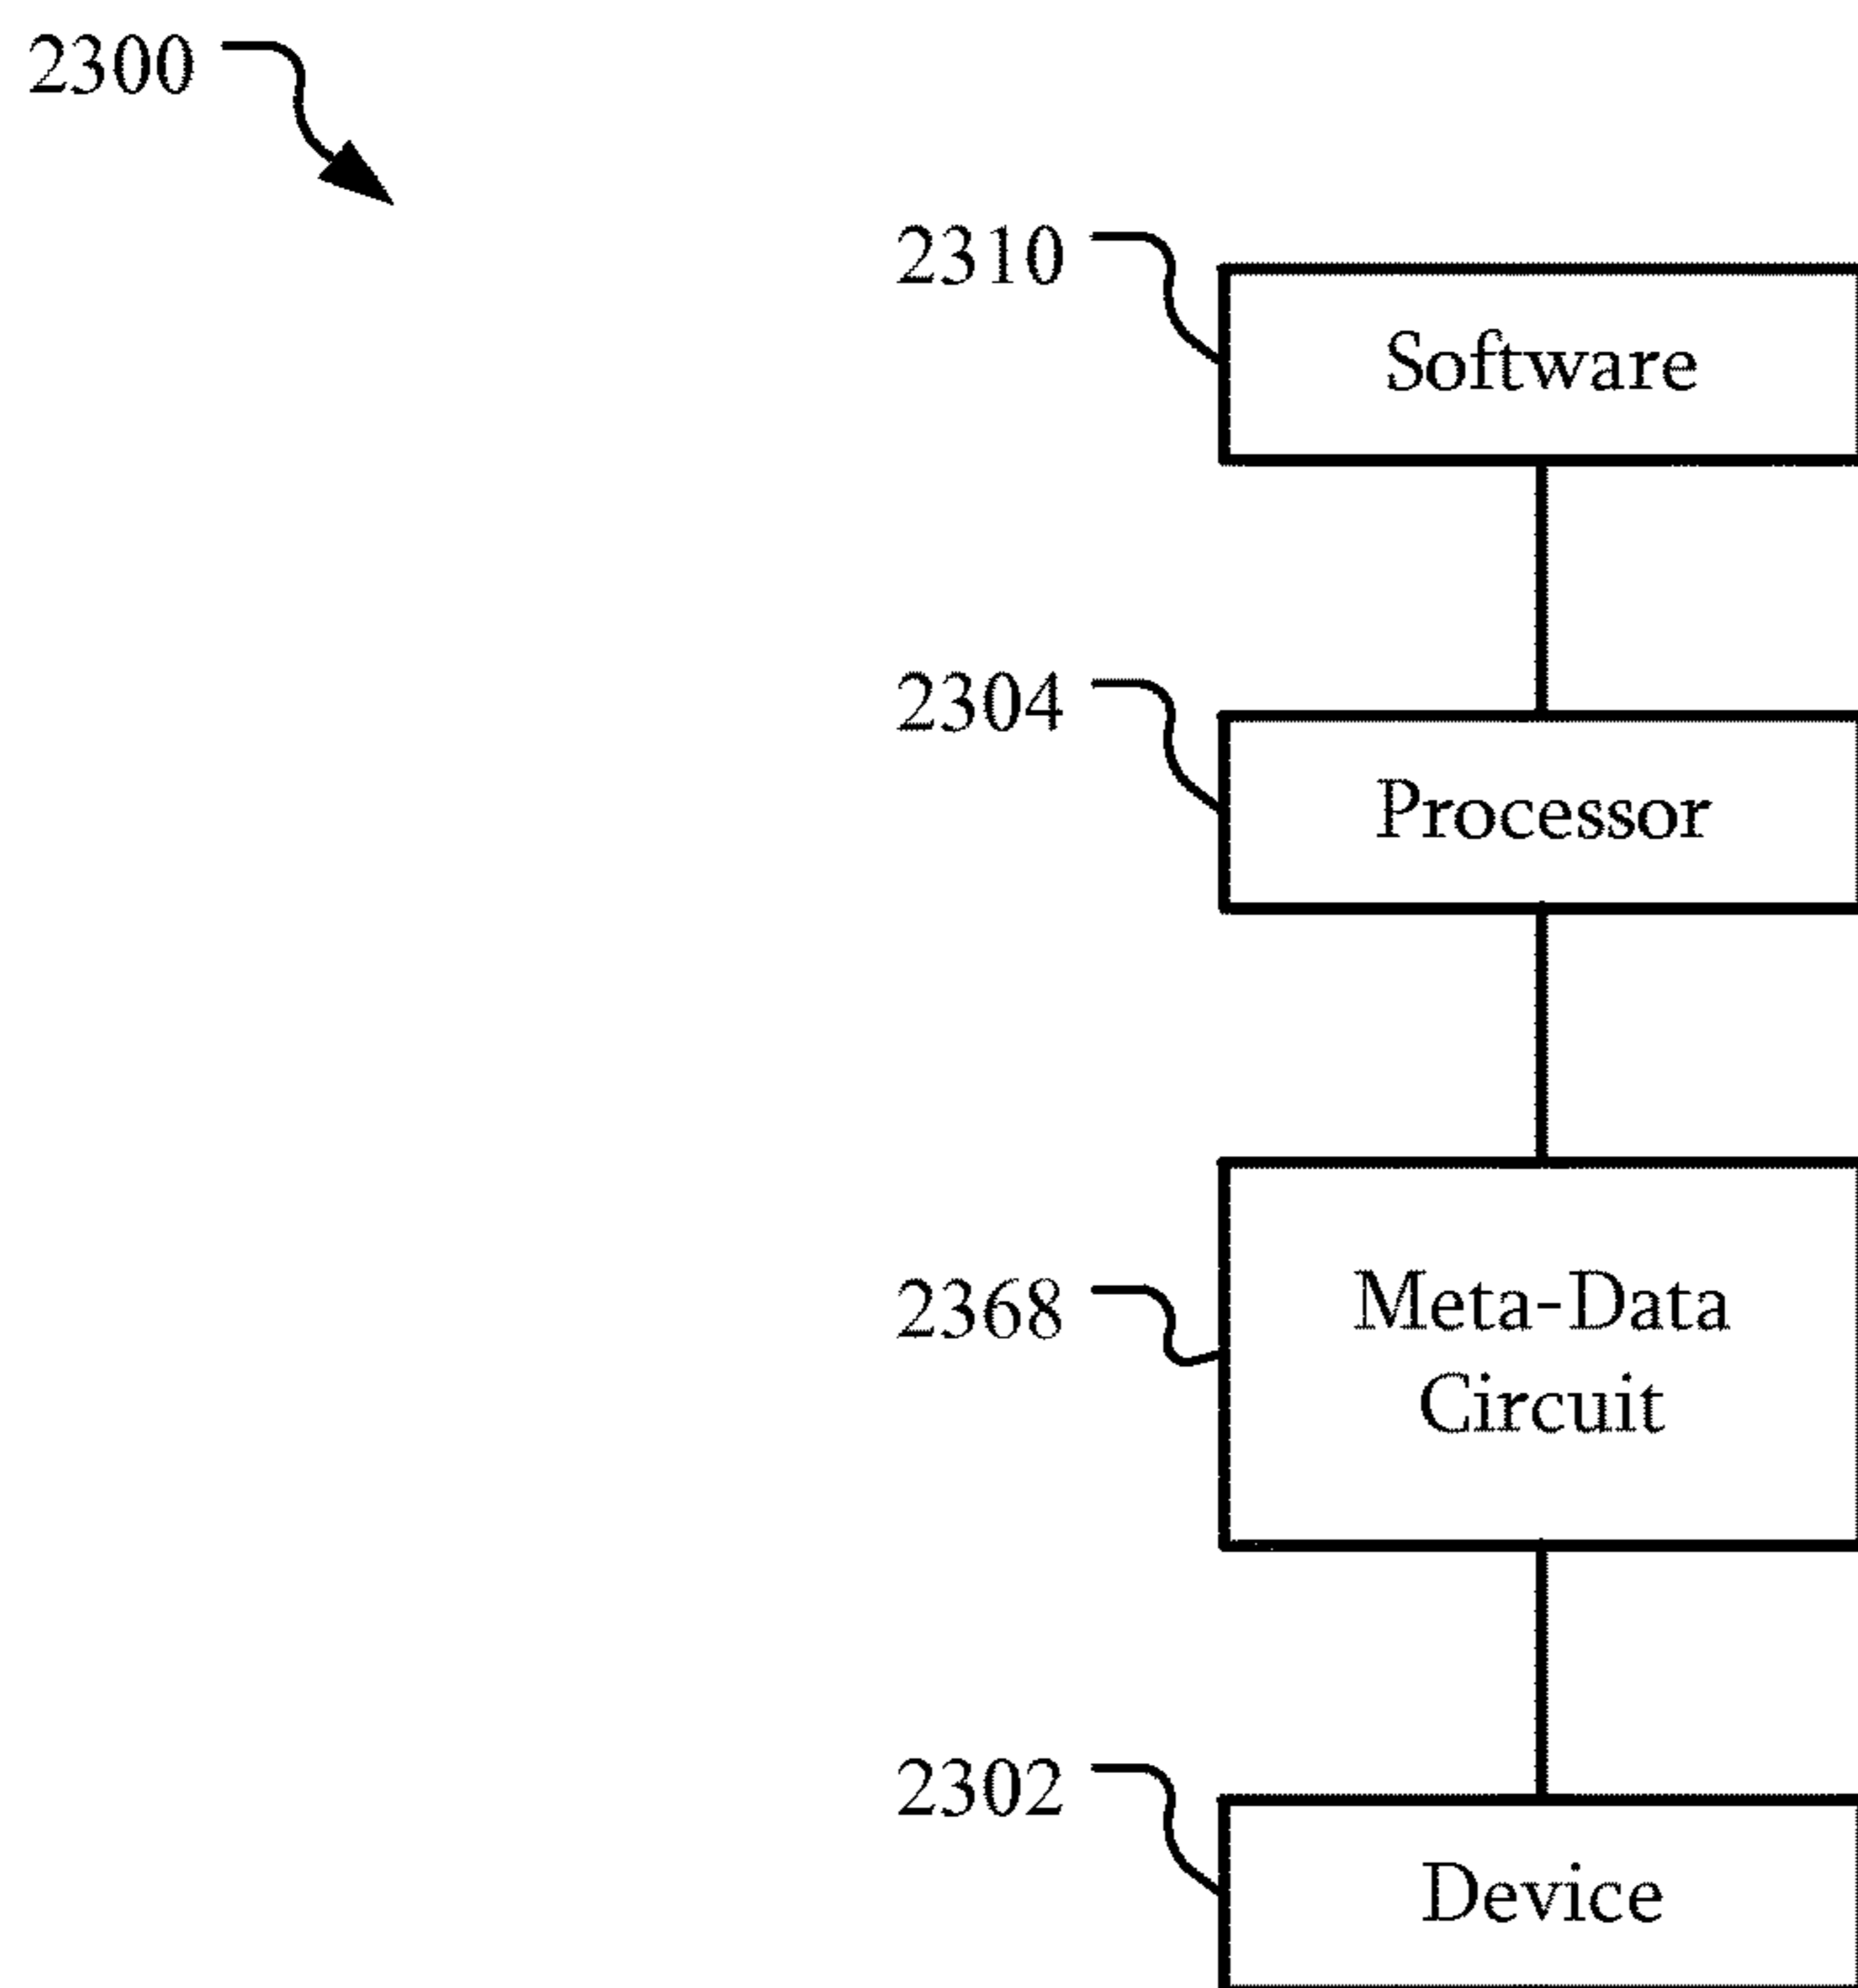 2300
2310
Software
2304
Processor
2368
Meta-Data
Circuit
2302
Device